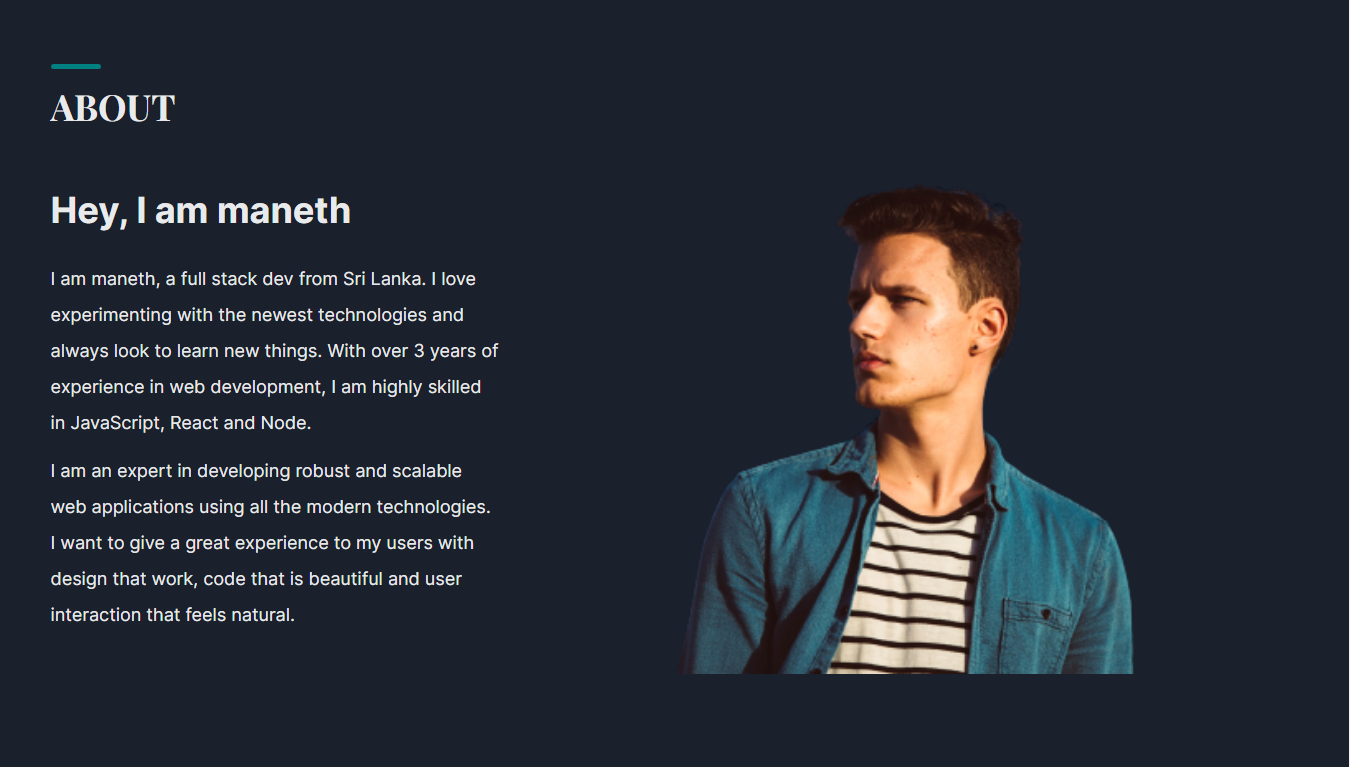 ABOUT
Hey, I am maneth
I am maneth, a full stack dev from Sri Lanka. I love
experimenting with the newest technologies and
always look to learn new things. With over 3 years of
experience in web development, I am highly skilled
in JavaScript, React and Node.
I am an expert in developing robust and scalable
web applications using all the modern technologies.
I want to give a great experience to my users with
design that work, code that is beautiful and user
interaction that feels natural.